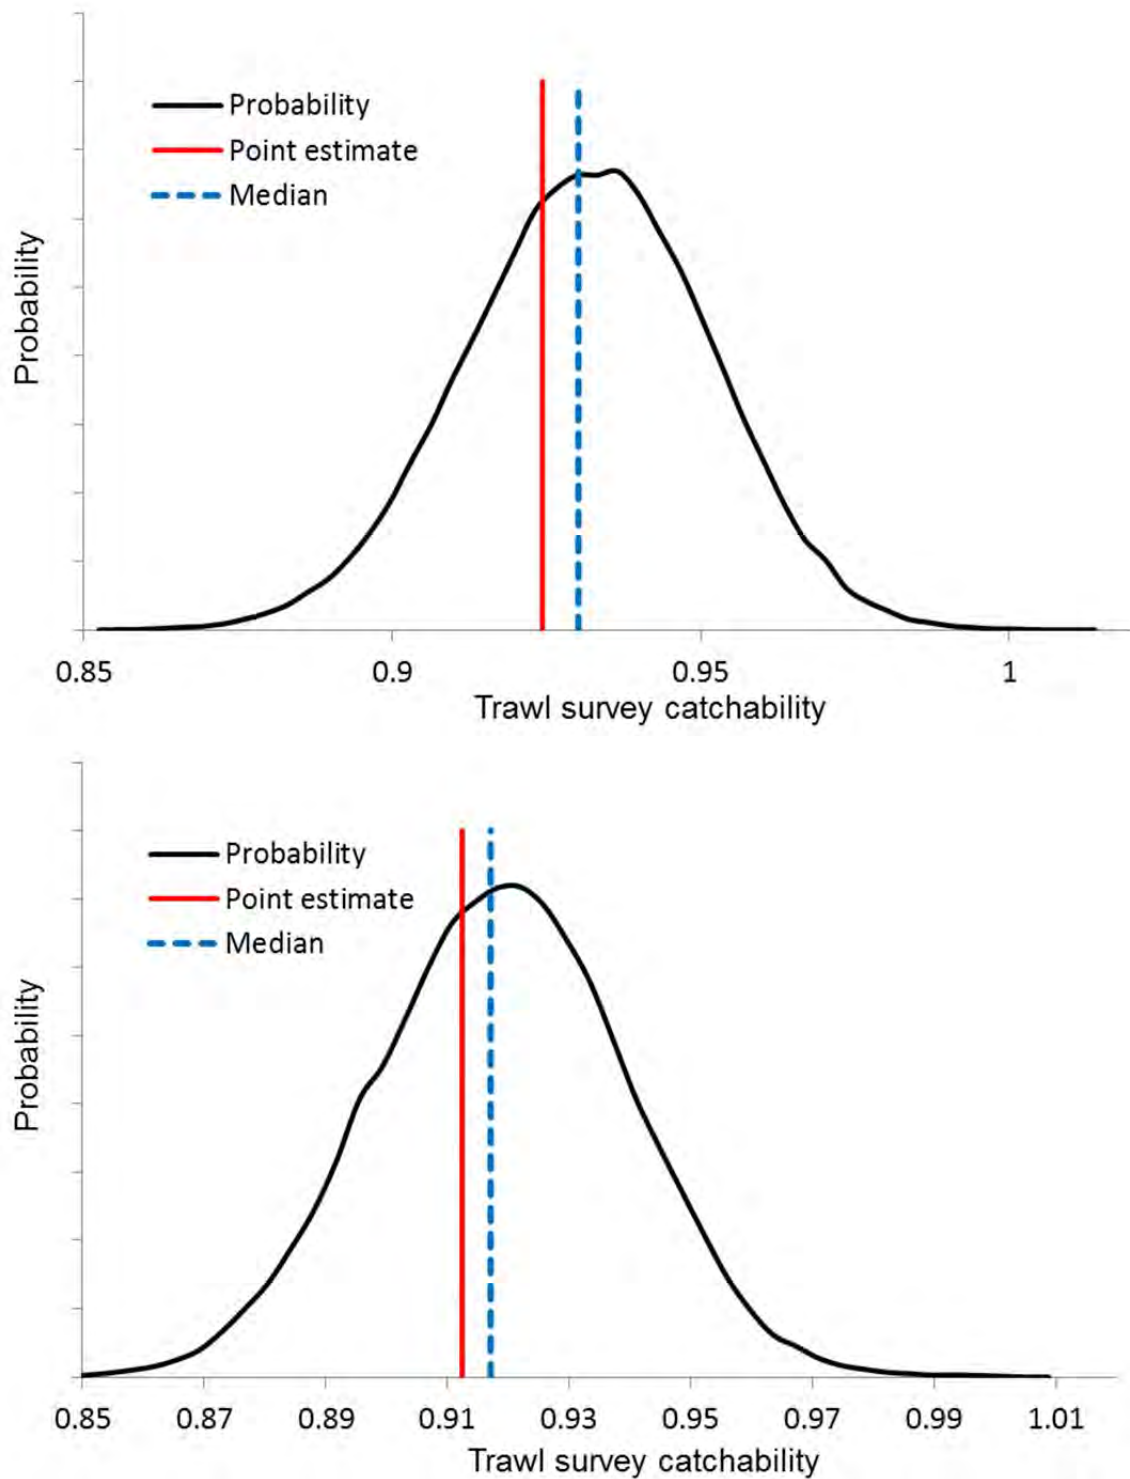 Probability
Point estimate
Median
Probability
0.85 0.9 0.95 1
Trawl survey catchability
Probability
Point estimate
Median
Probability
0.85 0.87 0.89 0.91 0.93 0.95 0.97 0.99 1.01
Trawl survey catchability